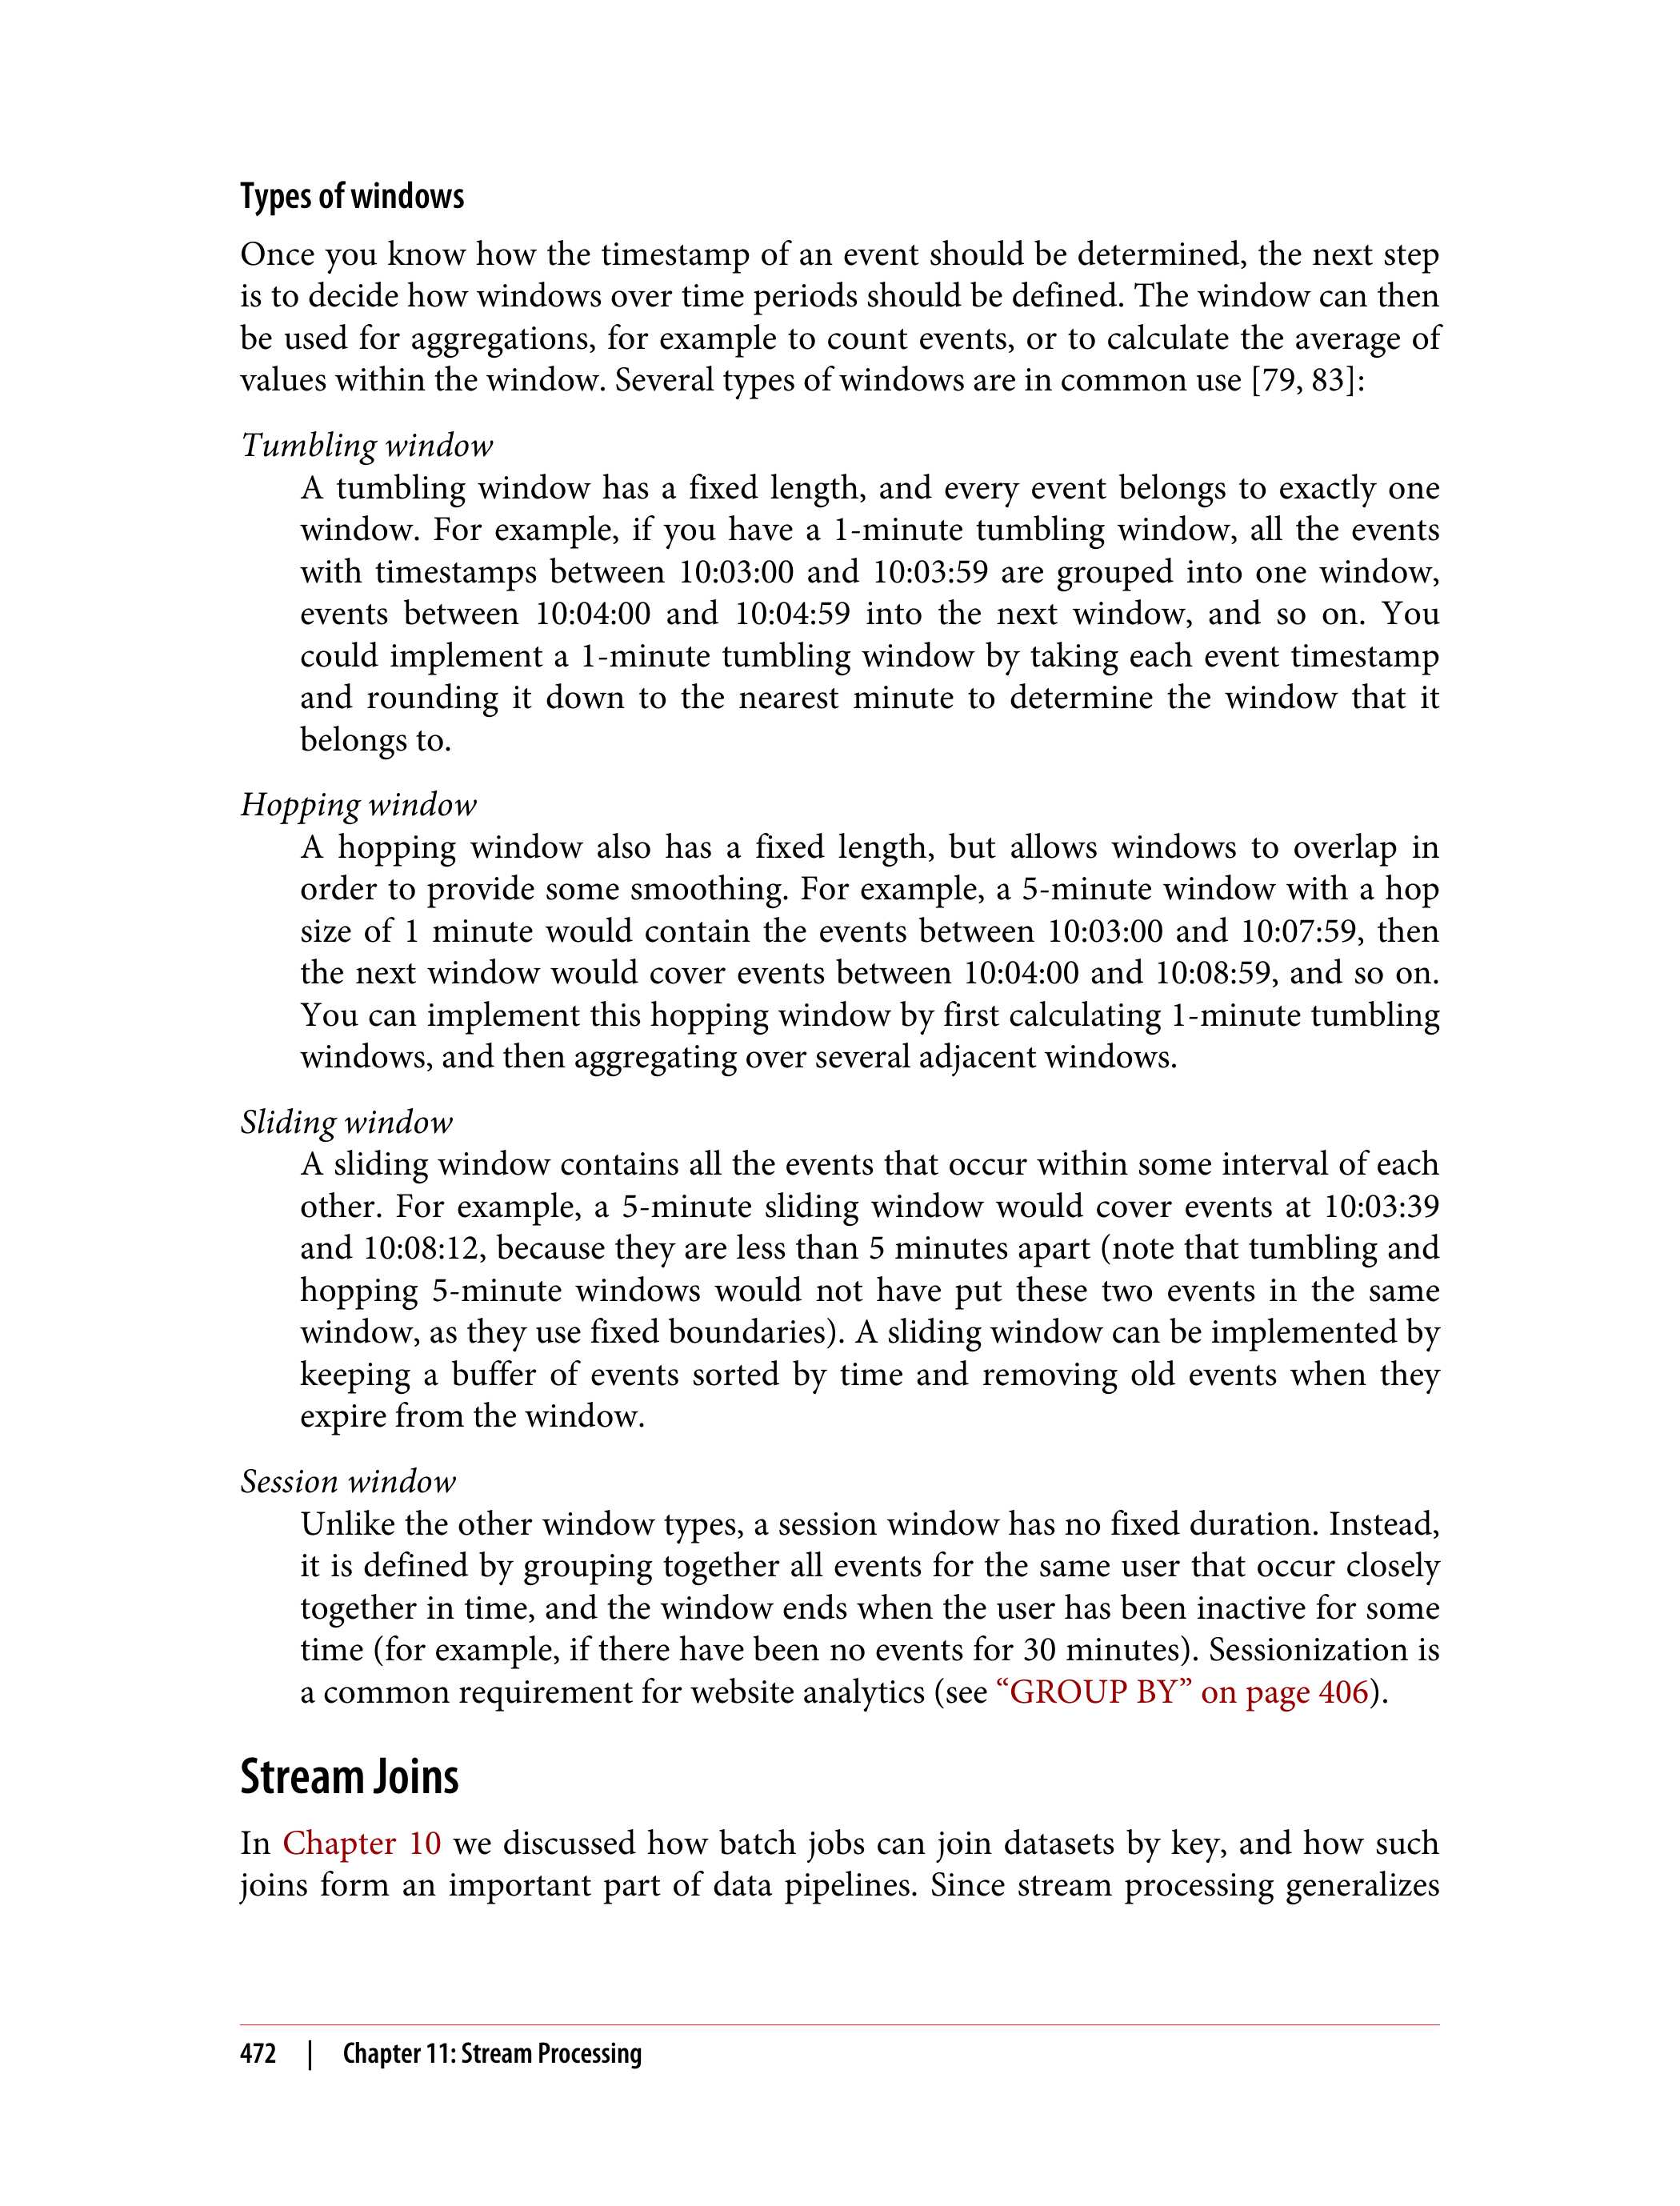 Types of windows
Once you know how the timestamp of an event should be determined, the next step
is to decide how windows over time periods should be defined. The window can then
be used for aggregations, for example to count events, or to calculate the average of
values within the window. Several types of windows are in common use [79, 83]:
Tumbling window
A tumbling window has a fixed length, and every event belongs to exactly one
window. For example, if you have a 1-minute tumbling window, all the events
with timestamps between 10:03:00 and 10:03:59 are grouped into one window,
events between 10:04:00 and 10:04:59 into the next window, and so on. You
could implement a 1-minute tumbling window by taking each event timestamp
and rounding it down to the nearest minute to determine the window that it
belongs to.
Hopping window
A hopping window also has a fixed length, but allows windows to overlap in
order to provide some smoothing. For example, a 5-minute window with a hop
size of 1 minute would contain the events between 10:03:00 and 10:07:59, then
the next window would cover events between 10:04:00 and 10:08:59, and so on.
You can implement this hopping window by first calculating 1-minute tumbling
windows, and then aggregating over several adjacent windows.
Sliding window
A sliding window contains all the events that occur within some interval of each
other. For example, a 5-minute sliding window would cover events at 10:03:39
and 10:08:12, because they are less than 5 minutes apart (note that tumbling and
hopping 5-minute windows would not have put these two events in the same
window, as they use fixed boundaries). A sliding window can be implemented by
keeping a buffer of events sorted by time and removing old events when they
expire from the window.
Session window
Unlike the other window types, a session window has no fixed duration. Instead,
it is defined by grouping together all events for the same user that occur closely
together in time, and the window ends when the user has been inactive for some
time (for example, if there have been no events for 30 minutes). Sessionization is
a common requirement for website analytics (see “GROUP BY” on page 406).
Stream Joins
In Chapter 10 we discussed how batch jobs can join datasets by key, and how such
joins form an important part of data pipelines. Since stream processing generalizes
472 | Chapter 11: Stream Processing